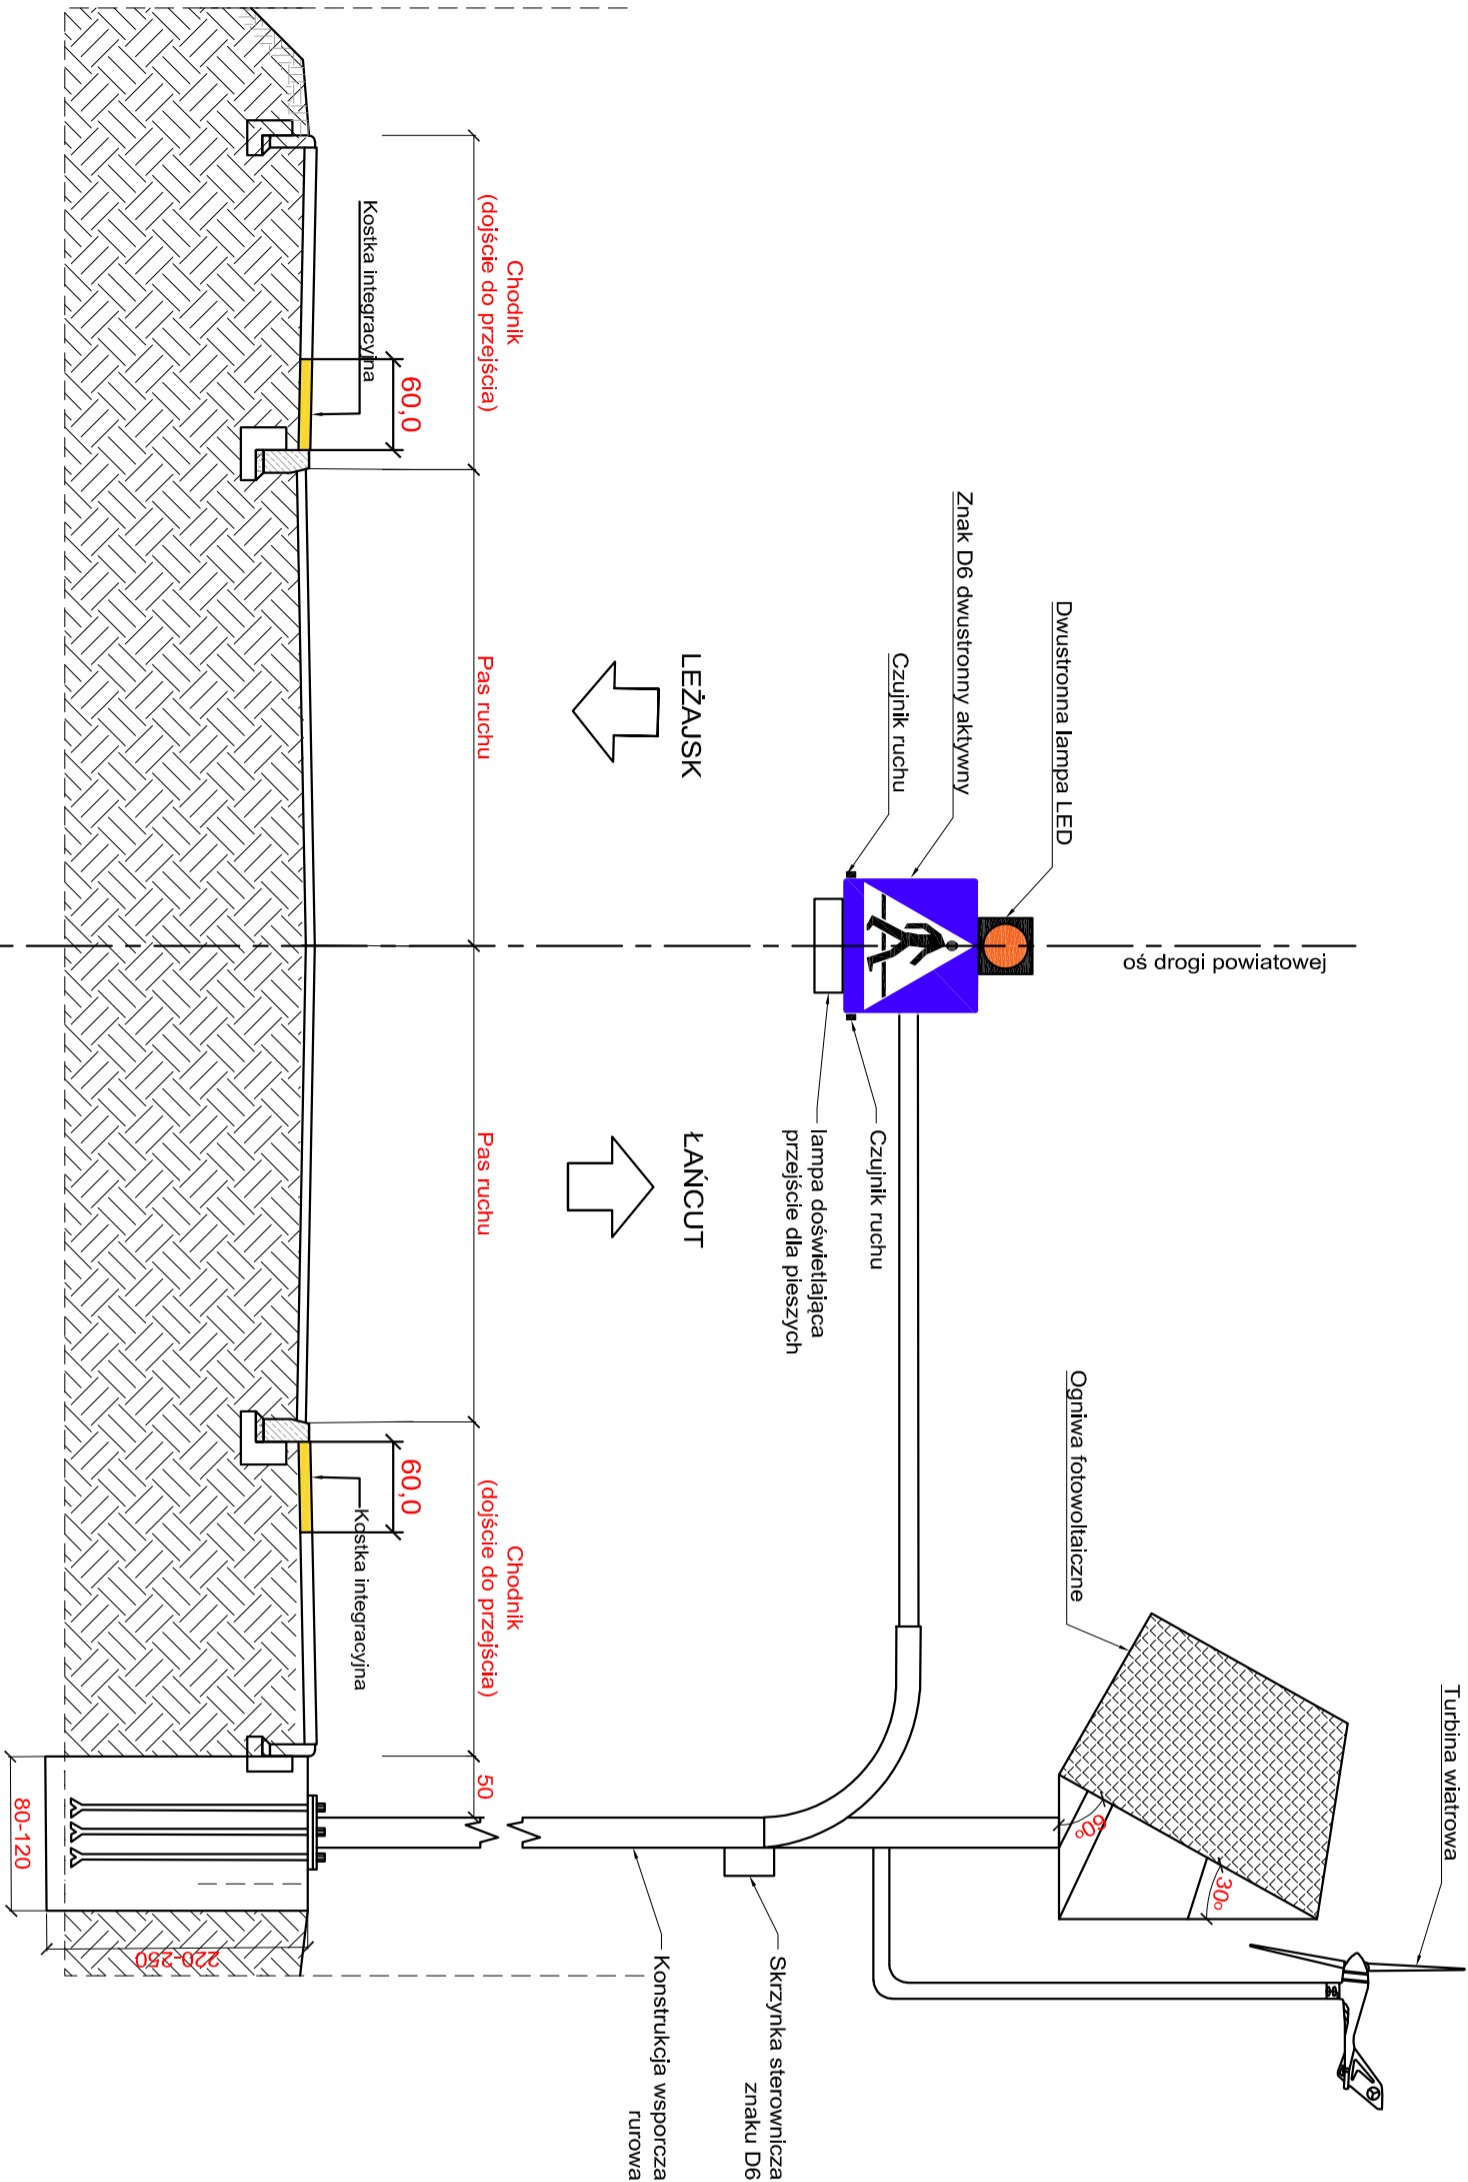 Turbina wiatrowa
Ogniwa fotowoltaiczne
60°
30°
oś drogi powiatowej
Dwustronna lampa LED
Znak D6 dwustronny aktywny
Czujnik ruchu
Czujnik ruchu
lampa doświetlająca
przejście dla pieszych
Skrzynka sterownicza
znaku D6
Konstrukcja wsporcza
rurowa
LEŻAJSK
ŁAŃCUT
Chodnik
(dojście do przejścia)
Pas ruchu
Pas ruchu
Chodnik
(dojście do przejścia)
50
60,0
60,0
Kostka integracyjna
Kostka integracyjna
220-250
80-120